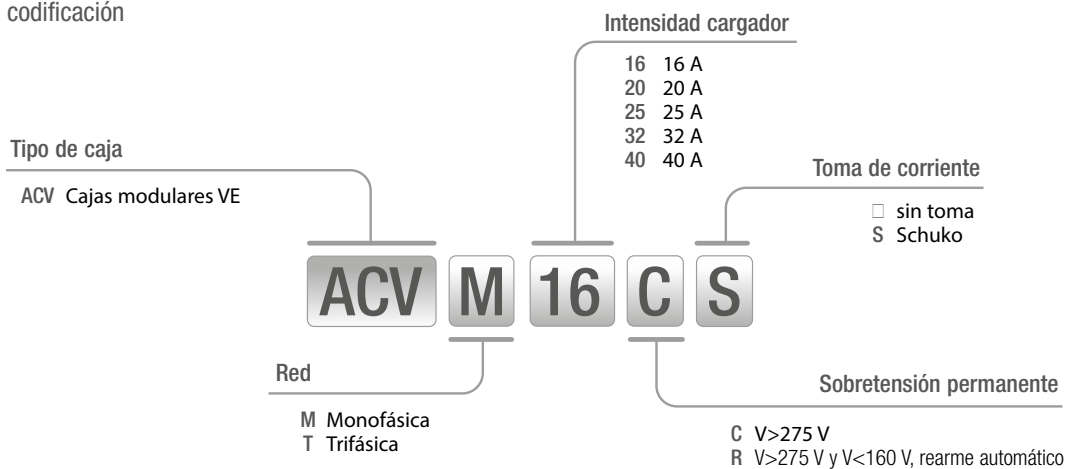 codificación
Intensidad cargador
16 16 A
20 20 A
25 25 A
32 32 A
40 40 A
Tipo de caja
ACV Cajas modulares VE
Toma de corriente
□ sin toma
S Schuko
ACV M 16 C S
Red
M Monofásica
T Trifásica
Sobretensión permanente
C V>275 V
R V>275 V y V<160 V, rearme automático